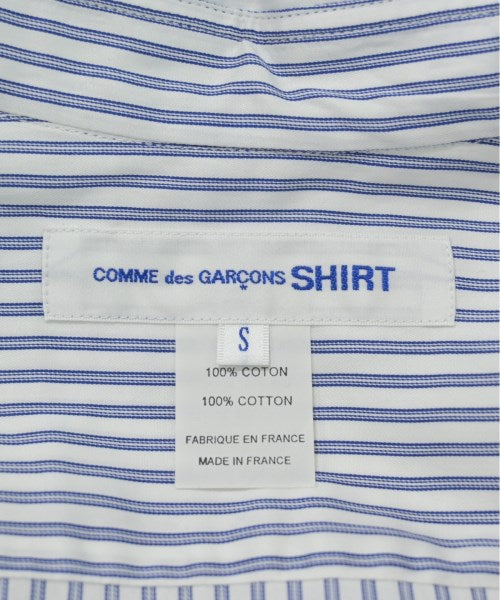 COMME des GARÇONS SHIRT
S
100% COTON
100% COTTON
FABRIQUE EN FRANCE
MADE IN FRANCE